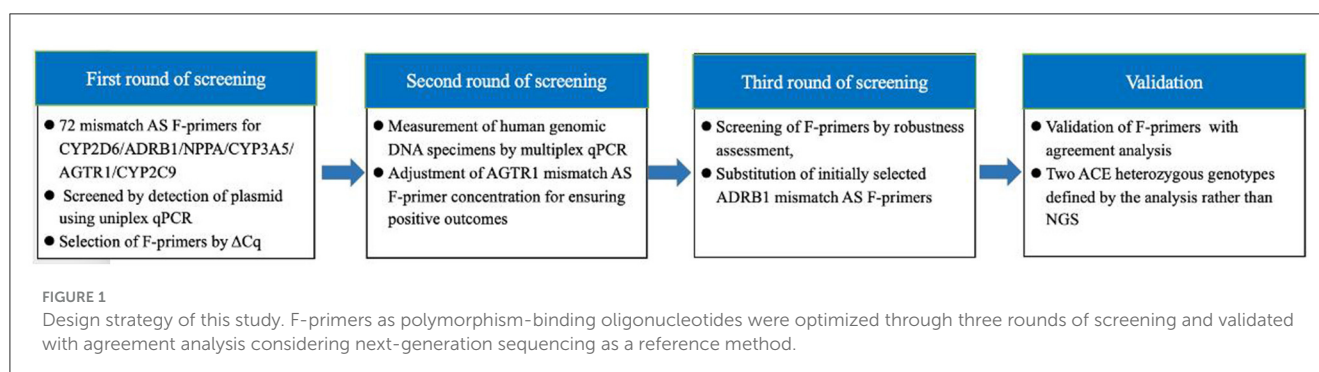 First round of screening
● 72 mismatch AS F-primers for
CYP2D6/ADRB1/NPPA/CYP3A5/
AGTR1/CYP2C9
● Screened by detection of plasmid
using uniplex qPCR
● Selection of F-primers by ΔCq
Second round of screening
● Measurement of human genomic
DNA specimens by multiplex qPCR
● Adjustment of AGTR1 mismatch AS
F-primer concentration for ensuring
positive outcomes
Third round of screening
● Screening of F-primers by robustness
assessment,
● Substitution of initially selected
ADRB1 mismatch AS F-primers
Validation
● Validation of F-primers with
agreement analysis
● Two ACE heterozygous genotypes
defined by the analysis rather than
NGS
FIGURE 1
Design strategy of this study. F-primers as polymorphism-binding oligonucleotides were optimized through three rounds of screening and validated
with agreement analysis considering next-generation sequencing as a reference method.